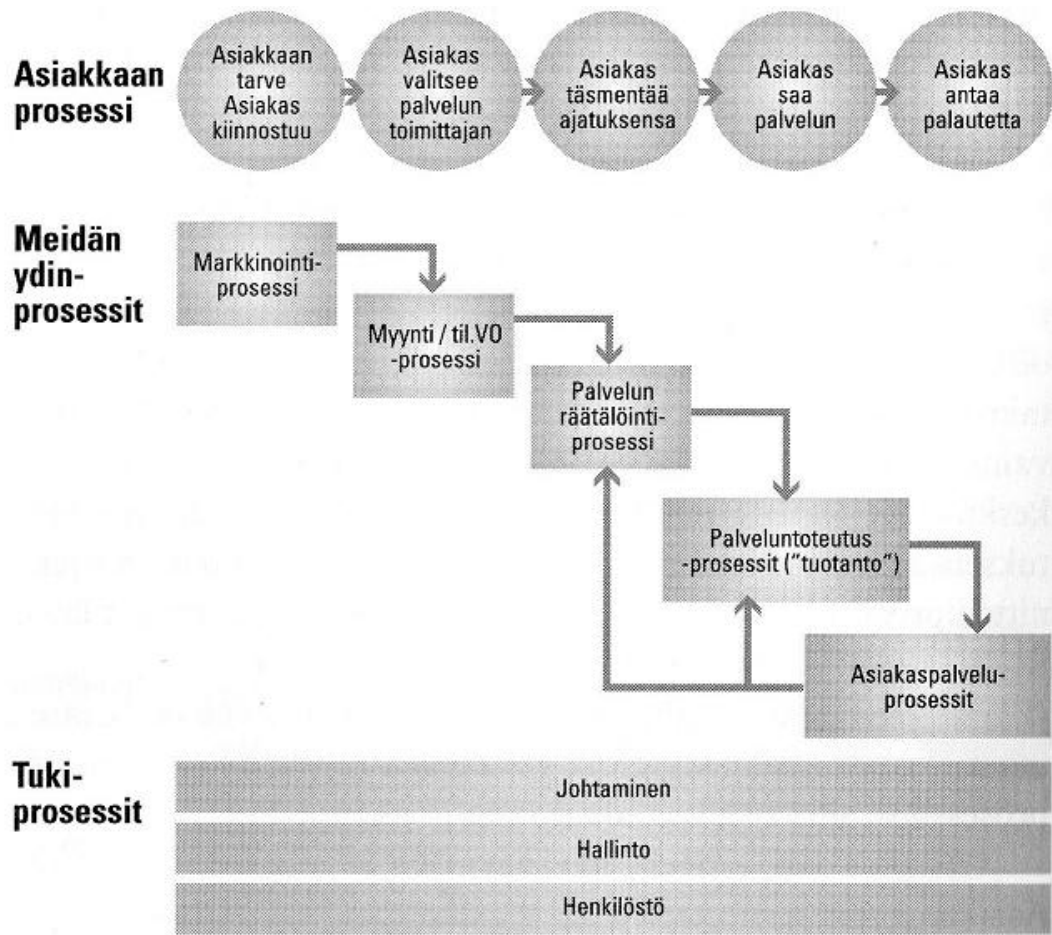 Asiakkaan
prosessi
Asiakkaan
tarve
Asiakas
kiinnostuu
Asiakas
valitsee
palvelun
toimittajan
Asiakas
täsmentää
ajatuksensa
Asiakas
saa
palvelun
Asiakas
antaa
palautetta
Meidän
ydin-
prosessit
Markkinointi-
prosessi
Myynti / til.VO
-prosessi
Palvelun
räätälöinti-
prosessi
Palveluntoteutus
-prosessit ("tuotanto")
Asiakaspalvelu-
prosessit
Tuki-
prosessit
Johtaminen
Hallinto
Henkilöstö